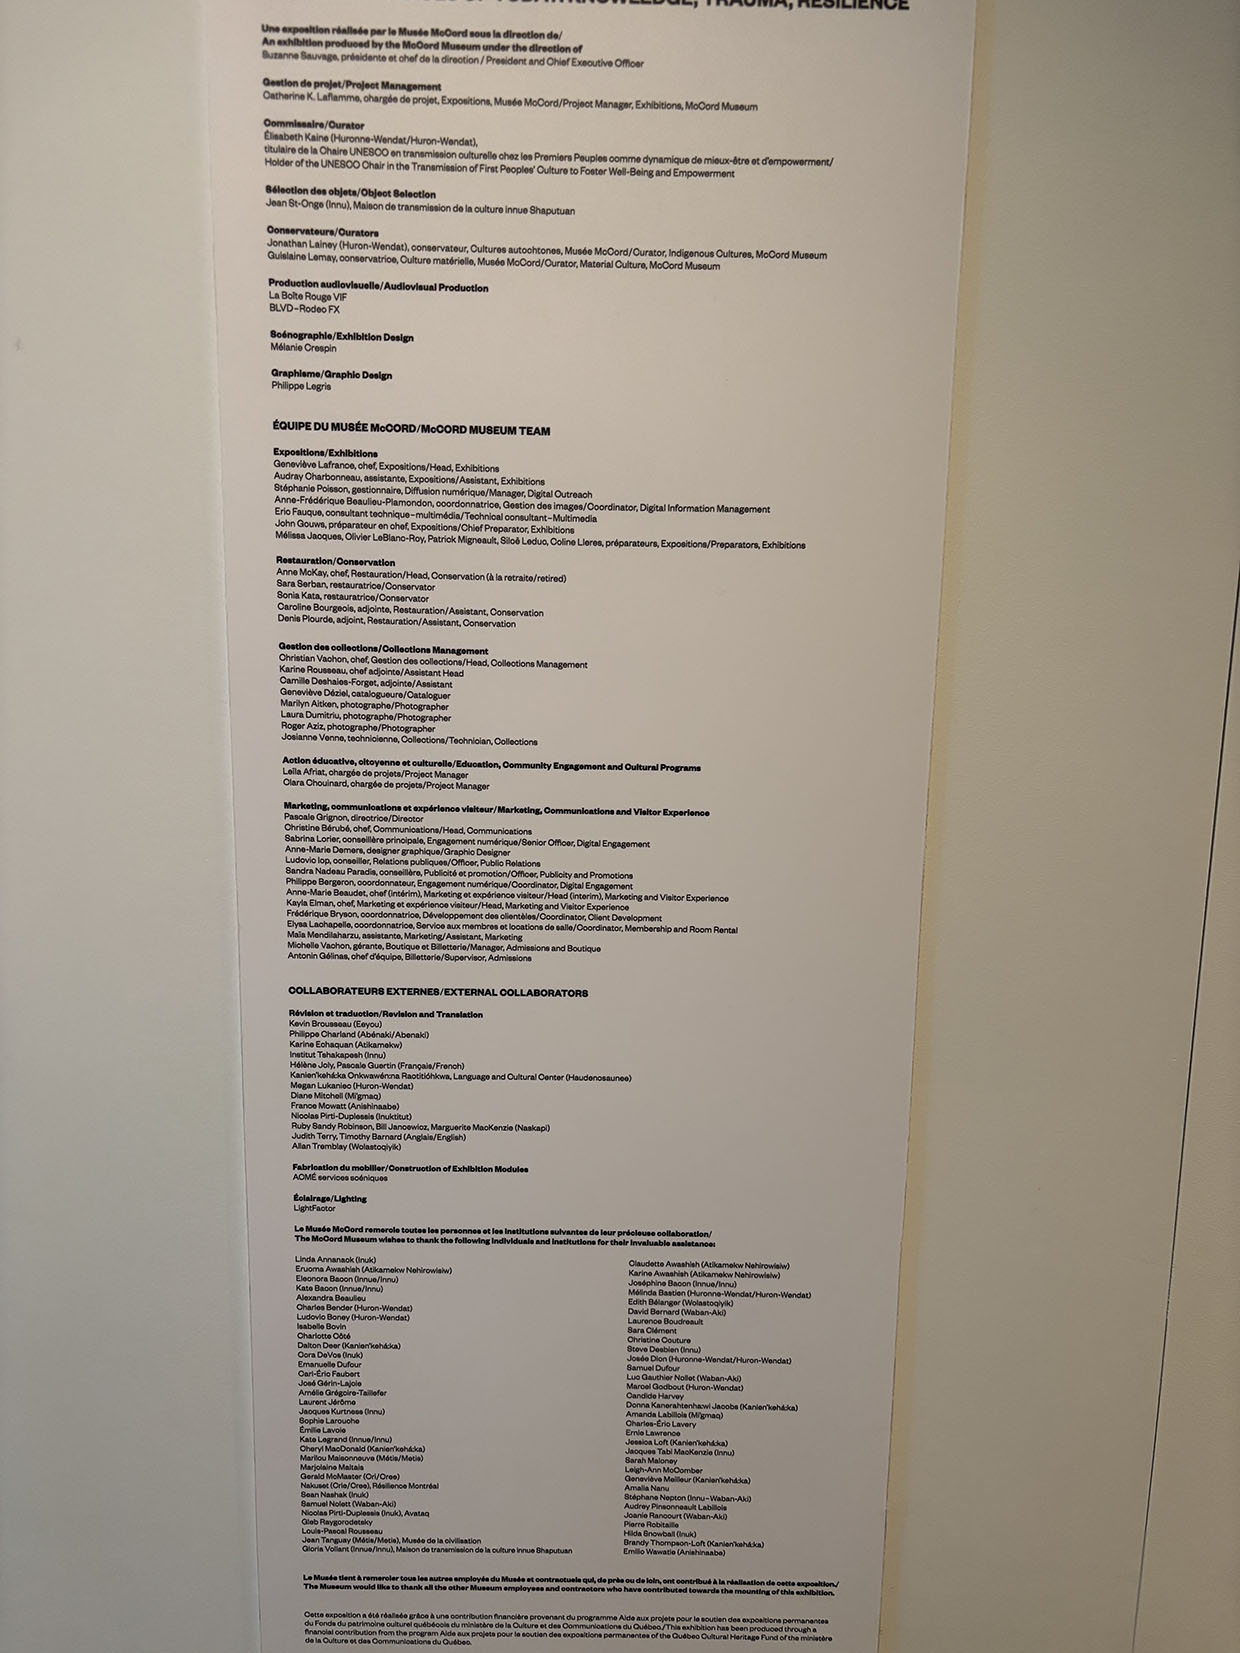 KNOWLEDGE, TRAUMA, RESILIENCE
Une exposition réalisée par le Musée McCord sous la direction de/
An exhibition produced by the McCord Museum under the direction of
Suzanne Sauvage, présidente et chef de la direction / President and Chief Executive Officer
Gestion de projet/Project Management
Catherine K. Laflamme, chargée de projet, Expositions, Musée McCord/Project Manager, Exhibitions, McCord Museum
Commissaire/Curator
Élisabeth Kaine (Huronne-Wendat/Huron-Wendat),
titulaire de la Chaire UNESCO en transmission culturelle chez les Premiers Peuples comme dynamique de mieux-être et d'empowerment/
Holder of the UNESCO Chair in the Transmission of First Peoples' Culture to Foster Well-Being and Empowerment
Sélection des objets/Object Selection
Jean St-Onge (Innu), Maison de transmission de la culture innue Shaputuan
Conservateurs/Curators
Jonathan Lainey (Huron-Wendat), conservateur, Cultures autochtones, Musée McCord/Curator, Indigenous Cultures, McCord Museum
Guislaine Lemay, conservatrice, Culture matérielle, Musée McCord/Curator, Material Culture, McCord Museum
Production audiovisuelle/Audiovisual Production
La Boîte Rouge VIF
BLVD–Rodeo FX
Scénographie/Exhibition Design
Mélanie Crespin
Graphisme/Graphic Design
Philippe Legris
ÉQUIPE DU MUSÉE McCORD/McCORD MUSEUM TEAM
Expositions/Exhibitions
Geneviève Lafrance, chef, Expositions/Head, Exhibitions
Audray Charbonneau, assistante, Expositions/Assistant, Exhibitions
Stéphanie Poisson, gestionnaire, Diffusion numérique/Manager, Digital Outreach
Anne-Frédérique Beaulieu-Plamondon, coordonnatrice, Gestion des images/Coordinator, Digital Information Management
Eric Fauque, consultant technique–multimédia/Technical consultant–Multimedia
John Gouws, préparateur en chef, Expositions/Chief Preparator, Exhibitions
Mélissa Jacques, Olivier LeBlanc-Roy, Patrick Migneault, Siloë Leduc, Coline Lleres, préparateurs, Expositions/Preparators, Exhibitions
Restauration/Conservation
Anne McKay, chef, Restauration/Head, Conservation (à la retraite/retired)
Sara Serban, restauratrice/Conservator
Sonia Kata, restauratrice/Conservator
Caroline Bourgeois, adjointe, Restauration/Assistant, Conservation
Denis Plourde, adjoint, Restauration/Assistant, Conservation
Gestion des collections/Collections Management
Christian Vachon, chef, Gestion des collections/Head, Collections Management
Karine Rousseau, chef adjointe/Assistant Head
Camille Deshaies-Forget, adjointe/Assistant
Geneviève Déziel, catalogueure/Cataloguer
Marilyn Aitken, photographe/Photographer
Laura Dumitriu, photographe/Photographer
Roger Aziz, photographe/Photographer
Josianne Venne, technicienne, Collections/Technician, Collections
Action éducative, citoyenne et culturelle/Education, Community Engagement and Cultural Programs
Leïla Afriat, chargée de projets/Project Manager
Clara Chouinard, chargée de projets/Project Manager
Marketing, communications et expérience visiteur/Marketing, Communications and Visitor Experience
Pascale Grignon, directrice/Director
Christine Bérubé, chef, Communications/Head, Communications
Sabrina Lorier, conseillère principale, Engagement numérique/Senior Officer, Digital Engagement
Anne-Marie Demers, designer graphique/Graphic Designer
Ludovic Iop, conseiller, Relations publiques/Officer, Public Relations
Sandra Nadeau Paradis, conseillère, Publicité et promotion/Officer, Publicity and Promotions
Philippe Bergeron, coordonnateur, Engagement numérique/Coordinator, Digital Engagement
Anne-Marie Beaudet, chef (intérim), Marketing et expérience visiteur/Head (interim), Marketing and Visitor Experience
Kayla Elman, chef, Marketing et expérience visiteur/Head, Marketing and Visitor Experience
Frédérique Bryson, coordonnatrice, Développement des clientèles/Coordinator, Client Development
Elysa Lachapelle, coordonnatrice, Service aux membres et locations de salle/Coordinator, Membership and Room Rental
Maia Mendilaharzu, assistante, Marketing/Assistant, Marketing
Michelle Vachon, gérante, Boutique et Billetterie/Manager, Admissions and Boutique
Antonin Gélinas, chef d'équipe, Billetterie/Supervisor, Admissions
COLLABORATEURS EXTERNES/EXTERNAL COLLABORATORS
Révision et traduction/Revision and Translation
Kevin Brousseau (Eeyou)
Philippe Charland (Abénaki/Abenaki)
Karine Echaquan (Atikamekw)
Institut Tshakapesh (Innu)
Hélène Joly, Pascale Guertin (Français/French)
Kanien'kehá:ka Onkwawén:na Raotitióhkwa, Language and Cultural Center (Haudenosaunee)
Megan Lukaniec (Huron-Wendat)
Diane Mitchell (Mi'gmaq)
France Mowatt (Anishinaabe)
Nicolas Pirti-Duplessis (Inuktitut)
Ruby Sandy Robinson, Bill Jancewicz, Marguerite MacKenzie (Naskapi)
Judith Terry, Timothy Barnard (Anglais/English)
Allan Tremblay (Wolastoqiyik)
Fabrication du mobilier/Construction of Exhibition Modules
ACMÉ services scéniques
Éclairage/Lighting
LightFactor
Le Musée McCord remercie toutes les personnes et les institutions suivantes de leur précieuse collaboration/
The McCord Museum wishes to thank the following individuals and institutions for their invaluable assistance:
Linda Annanack (Inuk)
Eruoma Awashish (Atikamekw Nehirowisiw)
Eleonora Bacon (Innue/Innu)
Kate Bacon (Innue/Innu)
Alexandra Beaulieu
Charles Bender (Huron-Wendat)
Ludovic Boney (Huron-Wendat)
Isabelle Bovin
Charlotte Côté
Dalton Deer (Kanien'kehá:ka)
Cora DeVos (Inuk)
Emanuelle Dufour
Carl-Éric Faubert
José Gérin-Lajoie
Amélie Grégoire-Taillefer
Laurent Jérôme
Jacques Kurtness (Innu)
Sophie Larouche
Émilie Lavoie
Kate Legrand (Innue/Innu)
Cheryl MacDonald (Kanien'kehá:ka)
Marilou Maisonneuve (Métis/Metis)
Marjolaine Maltais
Gerald McMaster (Cri/Cree)
Nakuset (Crie/Cree), Résilience Montréal
Sean Nashak (Inuk)
Samuel Nolett (Waban-Aki)
Nicolas Pirti-Duplessis (Inuk), Avataq
Gleb Raygorodetsky
Louis-Pascal Rousseau
Jean Tanguay (Métis/Metis), Musée de la civilisation
Gloria Vollant (Innue/Innu), Maison de transmission de la culture innue Shaputuan
Claudette Awashish (Atikamekw Nehirowisiw)
Karine Awashish (Atikamekw Nehirowisiw)
Joséphine Bacon (Innue/Innu)
Mélinda Bastien (Huronne-Wendat/Huron-Wendat)
Edith Bélanger (Wolastoqiyik)
David Bernard (Waban-Aki)
Laurence Boudreault
Sara Clément
Christine Couture
Steve Desbien (Innu)
Josée Dion (Huronne-Wendat/Huron-Wendat)
Samuel Dufour
Luc Gauthier Nollet (Waban-Aki)
Marcel Godbout (Huron-Wendat)
Candide Harvey
Donna Kanerahtenha:wi Jacobs (Kanien'kehá:ka)
Amanda Labillois (Mi'gmaq)
Charles-Éric Lavery
Ernie Lawrence
Jessica Loft (Kanien'kehá:ka)
Jacques Tabi MacKenzie (Innu)
Sarah Maloney
Leigh-Ann McComber
Geneviève Meilleur (Kanien'kehá:ka)
Amalia Nanu
Stéphane Nepton (Innu–Waban-Aki)
Audrey Pinsonneault Labillois
Joanie Rancourt (Waban-Aki)
Pierre Robitaille
Hilda Snowball (Inuk)
Brandy Thompson-Loft (Kanien'kehá:ka)
Emilio Wawatie (Anishinaabe)
Le Musée tient à remercier tous les autres employés du Musée et contractuels qui, de près ou de loin, ont contribué à la réalisation de cette exposition./
The Museum would like to thank all the other Museum employees and contractors who have contributed towards the mounting of this exhibition.
Cette exposition a été réalisée grâce à une contribution financière provenant du programme Aide aux projets pour le soutien des expositions permanentes
du Fonds du patrimoine culturel québécois du ministère de la Culture et des Communications du Québec./This exhibition has been produced through a
financial contribution from the program Aide aux projets pour le soutien des expositions permanentes of the Québec Cultural Heritage Fund of the ministère
de la Culture et des Communications du Québec.